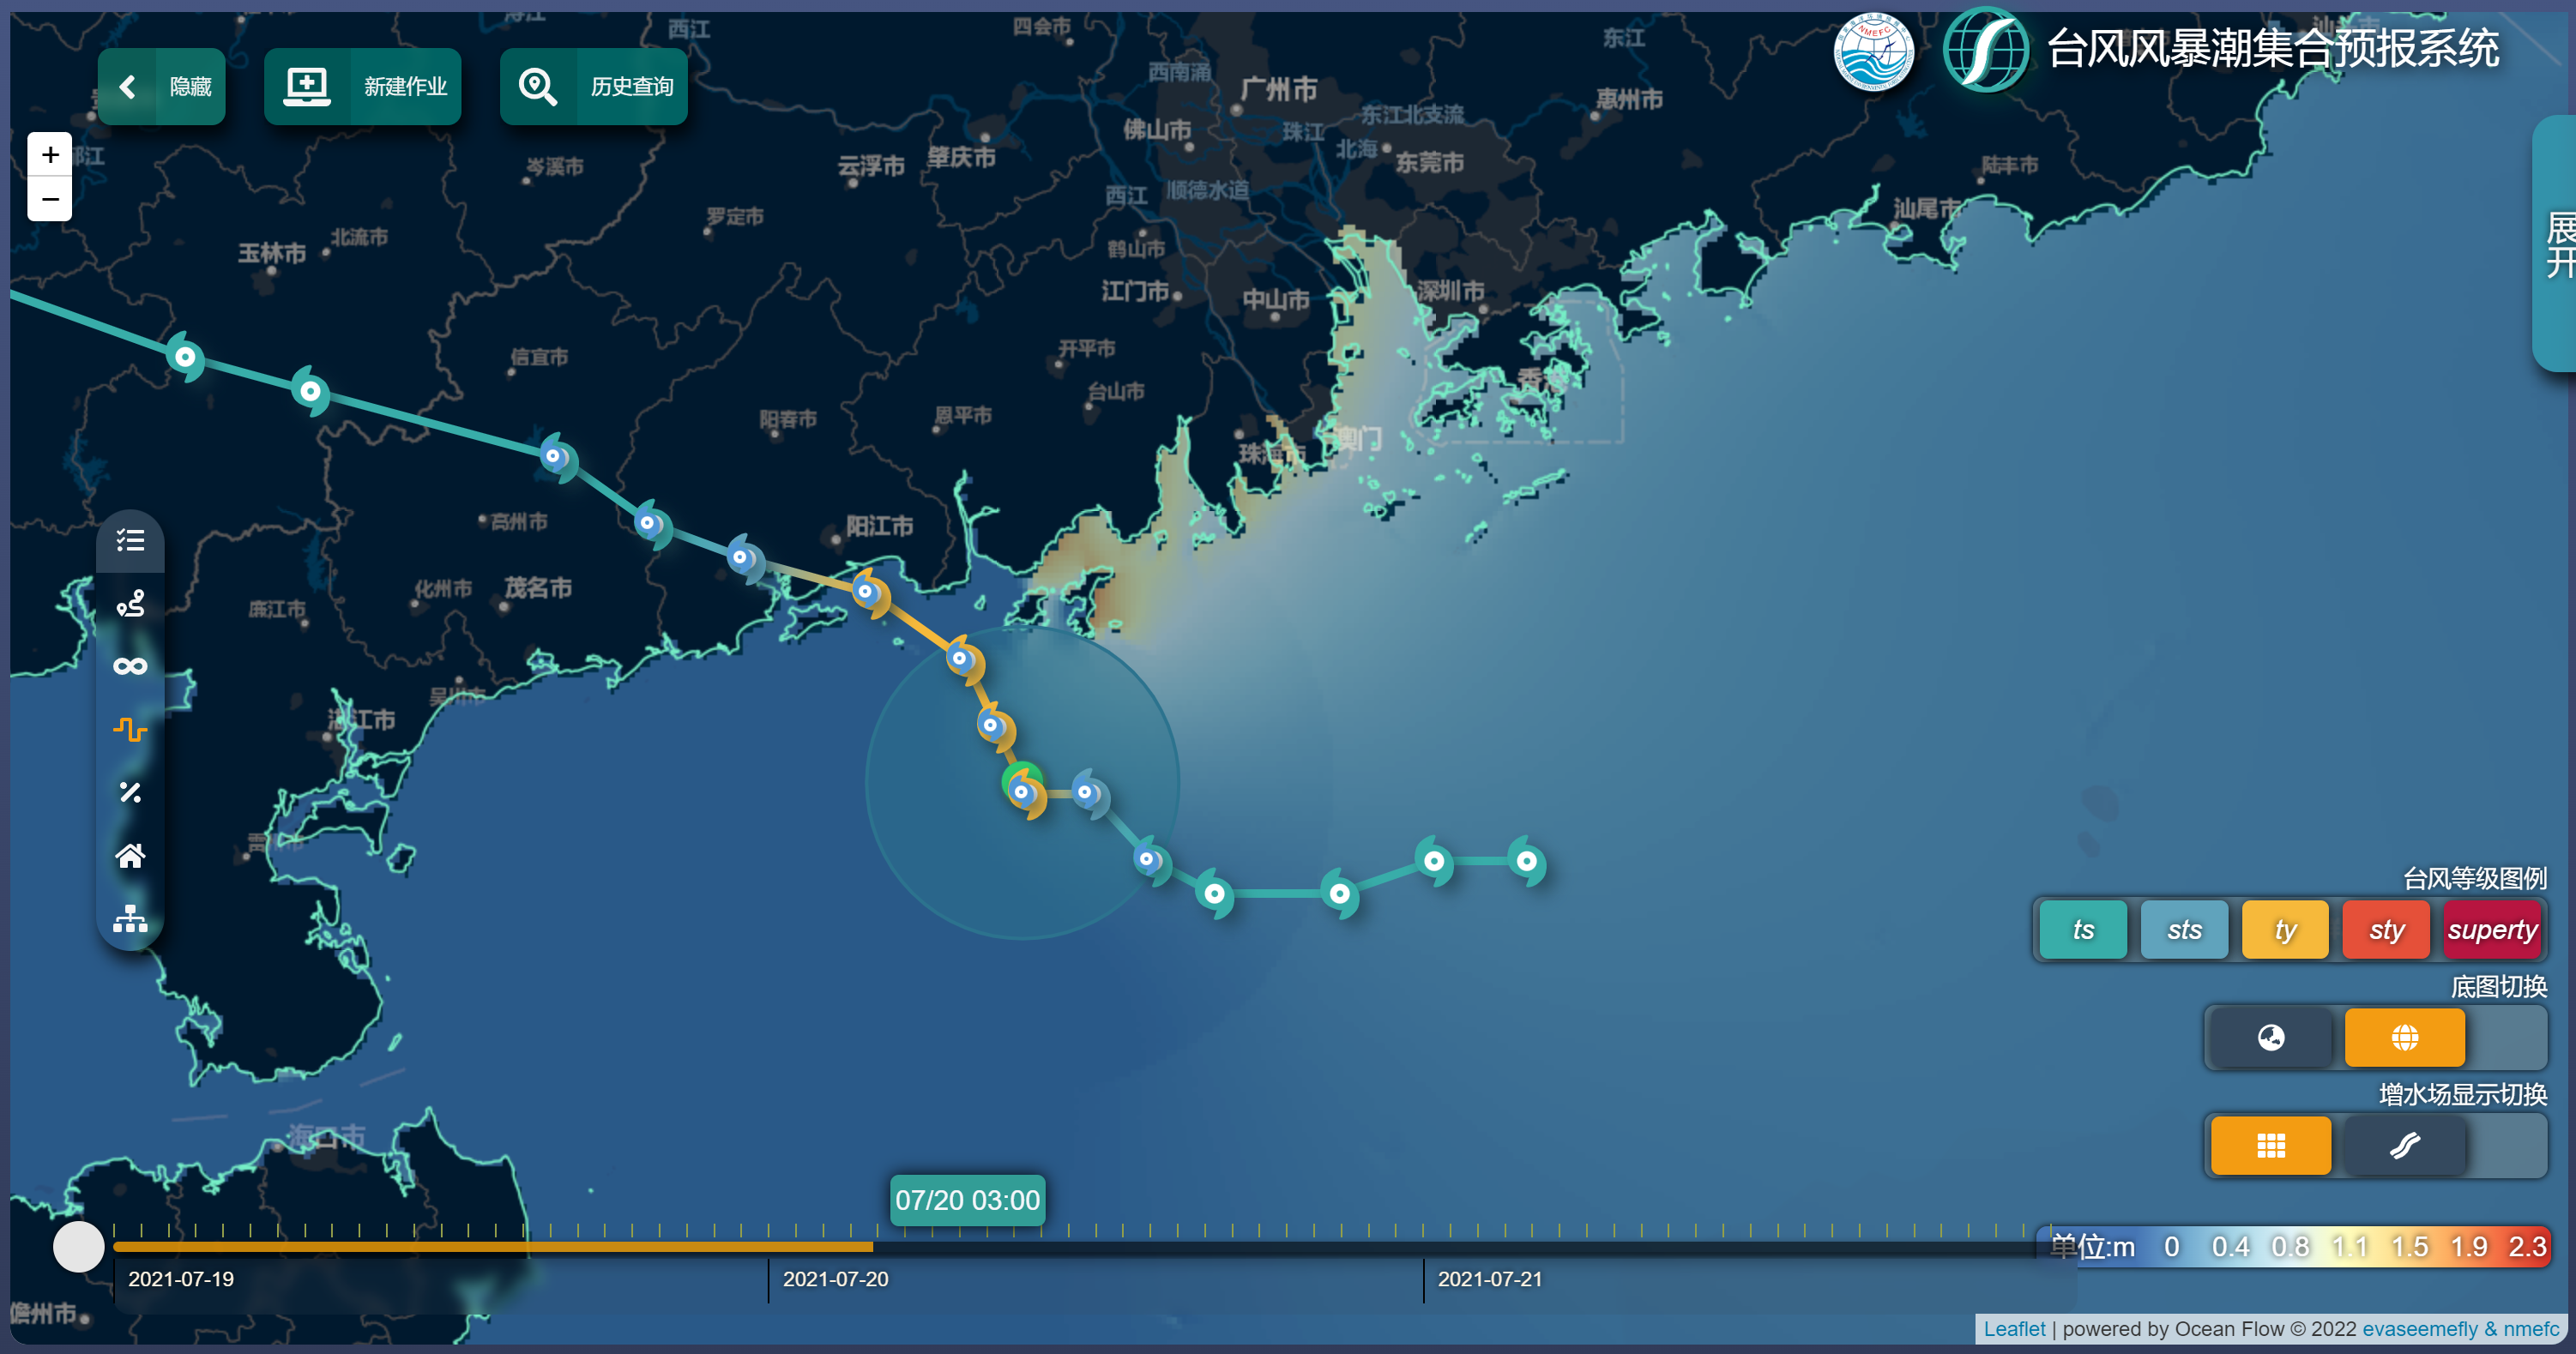 隐藏
新建作业
历史查询
台风风暴潮集合预报系统
NMEFC
+
−
展开
西江
四会市
东江
西南涌
广州市
惠州市
佛山市
珠江
东江北支流
北海
东莞市
岑溪市
云浮市
肇庆市
西江
顺德水道
陆丰市
汕尾市
罗定市
玉林市
北流市
鹤山市
江门市
中山市
深圳市
信宜市
开平市
台山市
香港
阳春市
恩平市
珠海市
澳门
高州市
阳江市
化州市
茂名市
廉江市
吴川市
湛江市
海口市
儋州市
台风等级图例
ts
sts
ty
sty
superty
底图切换
增水场显示切换
07/20 03:00
2021-07-19
2021-07-20
2021-07-21
单位:m 0 0.4 0.8 1.1 1.5 1.9 2.3
Leaflet | powered by Ocean Flow © 2022 evaseemefly & nmefc